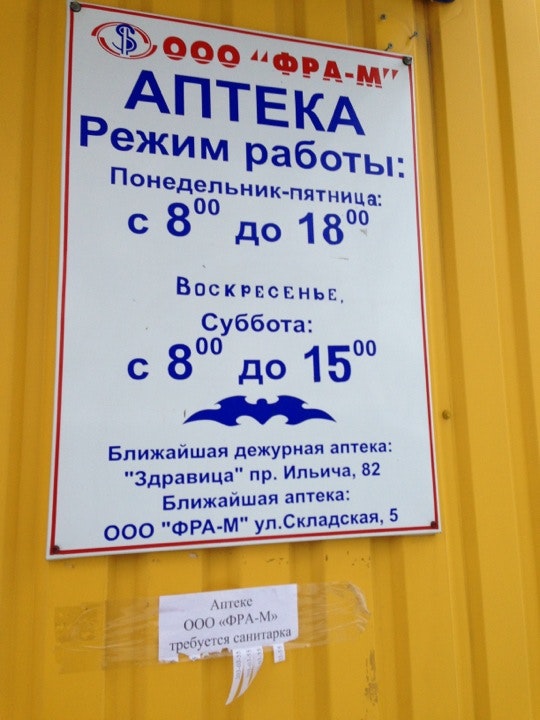 ООО "ФРА-М"
АПТЕКА
Режим работы:
Понедельник-пятница:
с 8⁰⁰ до 18⁰⁰
Воскресенье,
Суббота:
с 8⁰⁰ до 15⁰⁰
Ближайшая дежурная аптека:
"Здравица" пр. Ильича, 82
Ближайшая аптека:
ООО "ФРА-М" ул.Складская, 5
Аптеке
ООО «ФРА-М»
требуется санитарка